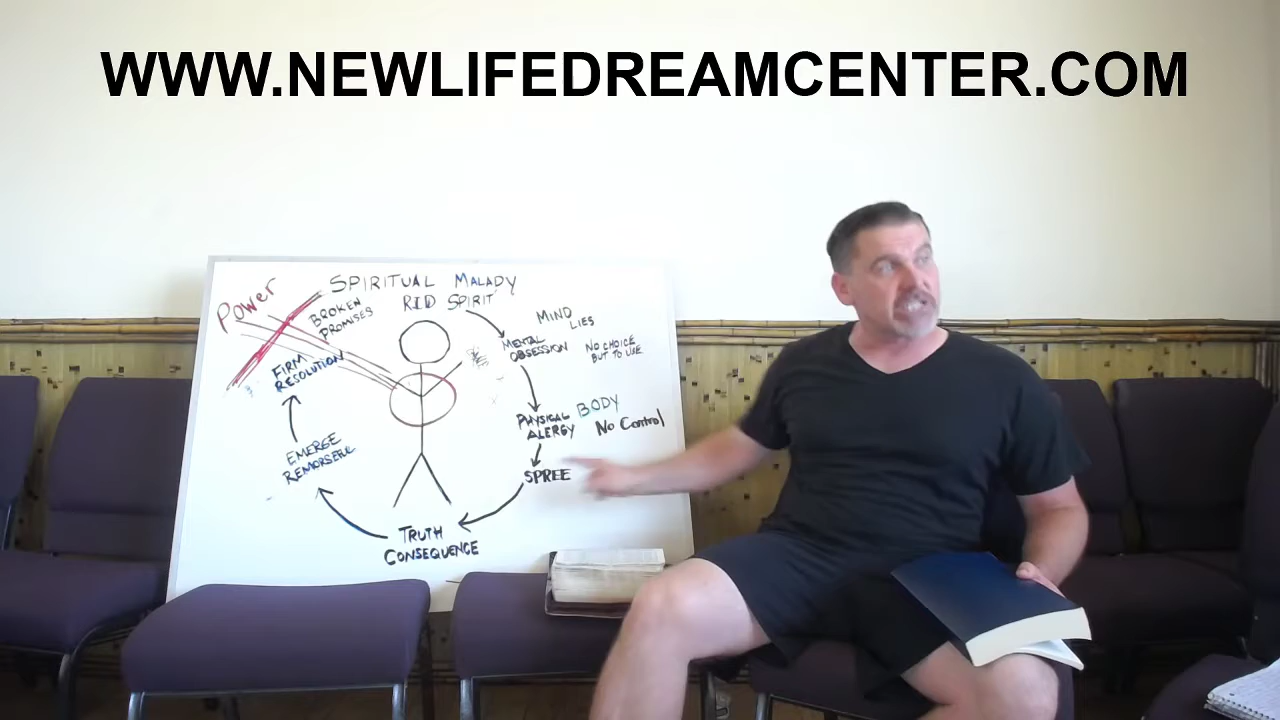 WWW.NEWLIFEDREAMCENTER.COM
Power
SPIRITUAL MALADY
RID SPIRIT
BROKEN
PROMISES
MIND
LIES
MENTAL
OBSESSION
NO CHOICE
BUT TO USE
FIRM
RESOLUTION
PHYSICAL
ALERGY
BODY
No Control
EMERGE
REMORSEFUL
SPREE
TRUTH
CONSEQUENCE